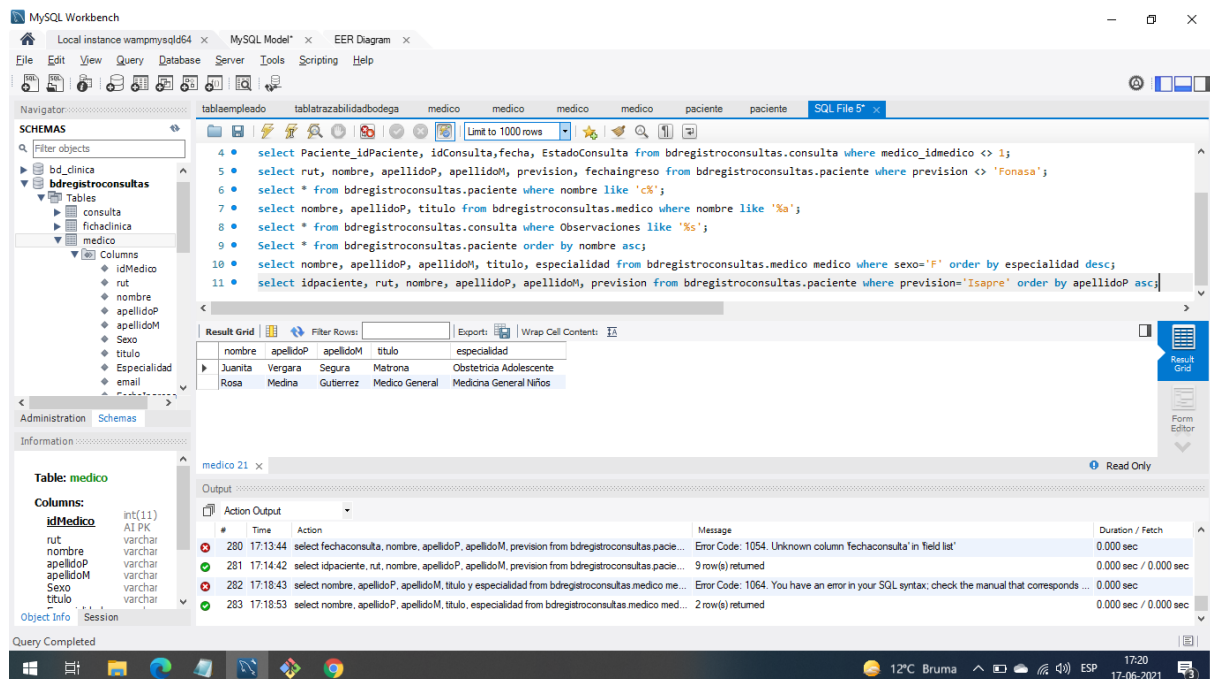 MySQL Workbench
Local instance wampmysqld64 × MySQL Model* × EER Diagram ×
File Edit View Query Database Server Tools Scripting Help
Navigator
SCHEMAS
Filter objects
bd_clinica
bdregistroconsultas
Tables
consulta
fichaclinica
medico
Columns
idMedico
rut
nombre
apellidoP
apellidoM
Sexo
titulo
Especialidad
email
Administration Schemas
Information
Table: medico
Columns:
idMedico int(11) AI PK
rut varchar
nombre varchar
apellidoP varchar
apellidoM varchar
Sexo varchar
titulo varchar
Object Info Session
tablaempleado tablatrazabilidadbodega medico medico medico medico paciente paciente SQL File 5* ×
Limit to 1000 rows
4 select Paciente_idPaciente, idConsulta,fecha, EstadoConsulta from bdregistroconsultas.consulta where medico_idmedico <> 1;
5 select rut, nombre, apellidoP, apellidoM, prevision, fechaingreso from bdregistroconsultas.paciente where prevision <> 'Fonasa';
6 select * from bdregistroconsultas.paciente where nombre like 'c%';
7 select nombre, apellidoP, titulo from bdregistroconsultas.medico where nombre like '%a';
8 select * from bdregistroconsultas.consulta where Observaciones like '%s';
9 Select * from bdregistroconsultas.paciente order by nombre asc;
10 select nombre, apellidoP, apellidoM, titulo, especialidad from bdregistroconsultas.medico medico where sexo='F' order by especialidad desc;
11 select idpaciente, rut, nombre, apellidoP, apellidoM, prevision from bdregistroconsultas.paciente where prevision='Isapre' order by apellidoP asc;
Result Grid Filter Rows: Export: Wrap Cell Content:
nombre apellidoP apellidoM titulo especialidad
Juanita Vergara Segura Matrona Obstetricia Adolescente
Rosa Medina Gutierrez Medico General Medicina General Niños
Result Grid
Form Editor
medico 21 × Read Only
Output
Action Output
# Time Action Message Duration / Fetch
280 17:13:44 select fechaconsulta, nombre, apellidoP, apellidoM, prevision from bdregistroconsultas.pacie... Error Code: 1054. Unknown column 'fechaconsulta' in 'field list' 0.000 sec
281 17:14:42 select idpaciente, rut, nombre, apellidoP, apellidoM, prevision from bdregistroconsultas.pacie... 9 row(s) returned 0.000 sec / 0.000 sec
282 17:18:43 select nombre, apellidoP, apellidoM, titulo y especialidad from bdregistroconsultas.medico me... Error Code: 1064. You have an error in your SQL syntax; check the manual that corresponds ... 0.000 sec
283 17:18:53 select nombre, apellidoP, apellidoM, titulo, especialidad from bdregistroconsultas.medico med... 2 row(s) returned 0.000 sec / 0.000 sec
Query Completed
12°C Bruma ESP 17:20
17-06-2021